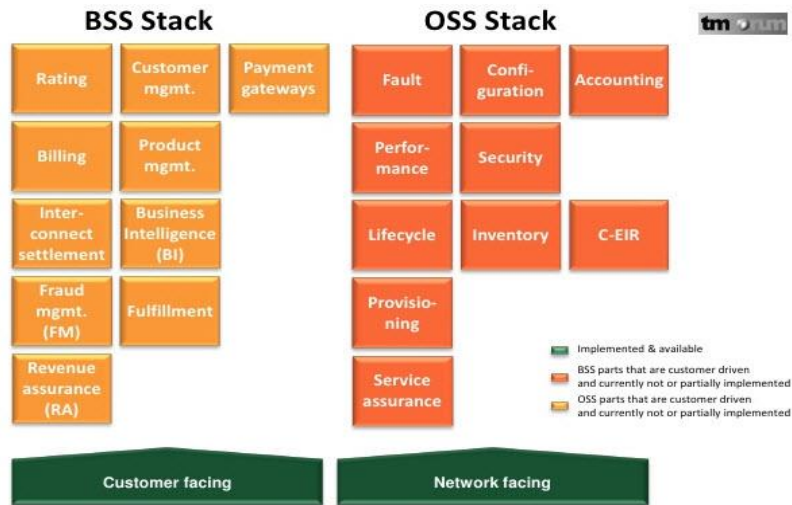 BSS Stack
OSS Stack
tm forum
Rating
Customer
mgmt.
Payment
gateways
Fault
Confi-
guration
Accounting
Billing
Product
mgmt.
Perfor-
mance
Security
Inter-
connect
settlement
Business
Intelligence
(BI)
Lifecycle
Inventory
C-EIR
Fraud
mgmt.
(FM)
Fulfillment
Provisio-
ning
Revenue
assurance
(RA)
Service
assurance
Implemented & available
BSS parts that are customer driven
and currently not or partially implemented
OSS parts that are customer driven
and currently not or partially implemented
Customer facing
Network facing